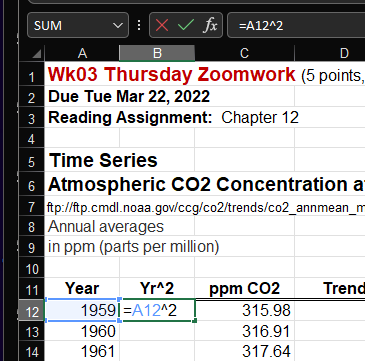 SUM =A12^2
A B C D
1 Wk03 Thursday Zoomwork (5 points,
2 Due Tue Mar 22, 2022
3 Reading Assignment: Chapter 12
4
5 Time Series
6 Atmospheric CO2 Concentration a
7 ftp://ftp.cmdl.noaa.gov/ccg/co2/trends/co2_annmean_m
8 Annual averages
9 in ppm (parts per million)
10
11 Year Yr^2 ppm CO2 Trend
12 1959 =A12^2 315.98
13 1960 316.91
14 1961 317.64